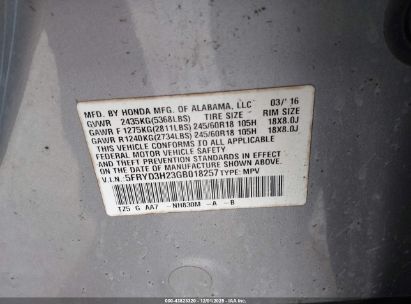 MFD. BY HONDA MFG. OF ALABAMA, LLC 03/'16
GVWR 2435KG(5368LBS) TIRE SIZE RIM SIZE
GAWR F 1275KG(2811LBS) 245/60R18 105H 18X8.0J
GAWR R1240KG(2734LBS) 245/60R18 105H 18X8.0J
THIS VEHICLE CONFORMS TO ALL APPLICABLE
FEDERAL MOTOR VEHICLE SAFETY AND
THEFT PREVENTION STANDARDS IN EFFECT ON
THE DATE OF MANUFACTURE SHOWN ABOVE.
V.I.N.: 5FRYD3H23GB018257 TYPE: MPV
TZ5 G AA7 -NH830M -A -B